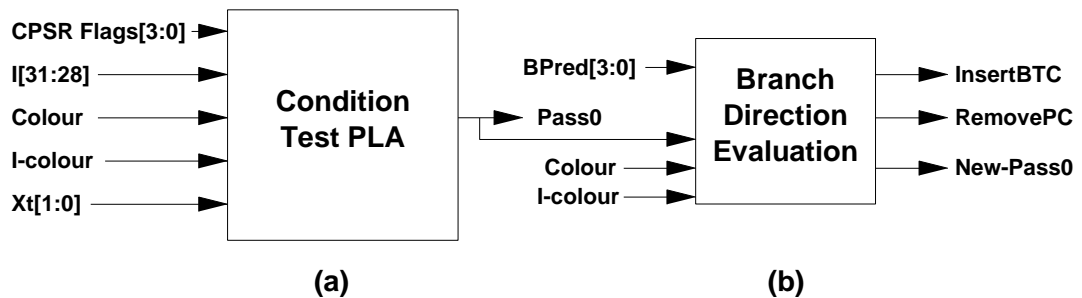 CPSR Flags[3:0]
I[31:28]
Colour
I-colour
Xt[1:0]
Condition
Test PLA
Pass0
BPred[3:0]
Colour
I-colour
Branch
Direction
Evaluation
InsertBTC
RemovePC
New-Pass0
(a)
(b)